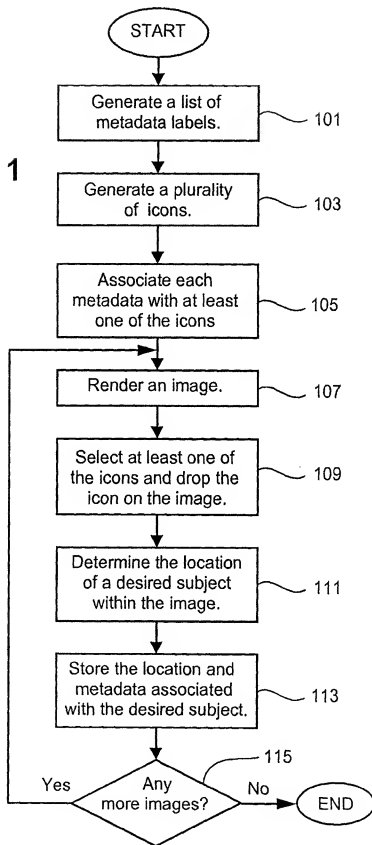 START
Generate a list of
metadata labels.
101
1
Generate a plurality
of icons.
103
Associate each
metadata with at least
one of the icons
105
Render an image.
107
Select at least one of
the icons and drop the
icon on the image.
109
Determine the location
of a desired subject
within the image.
111
Store the location and
metadata associated
with the desired subject.
113
115
Yes
Any
more images?
No
END